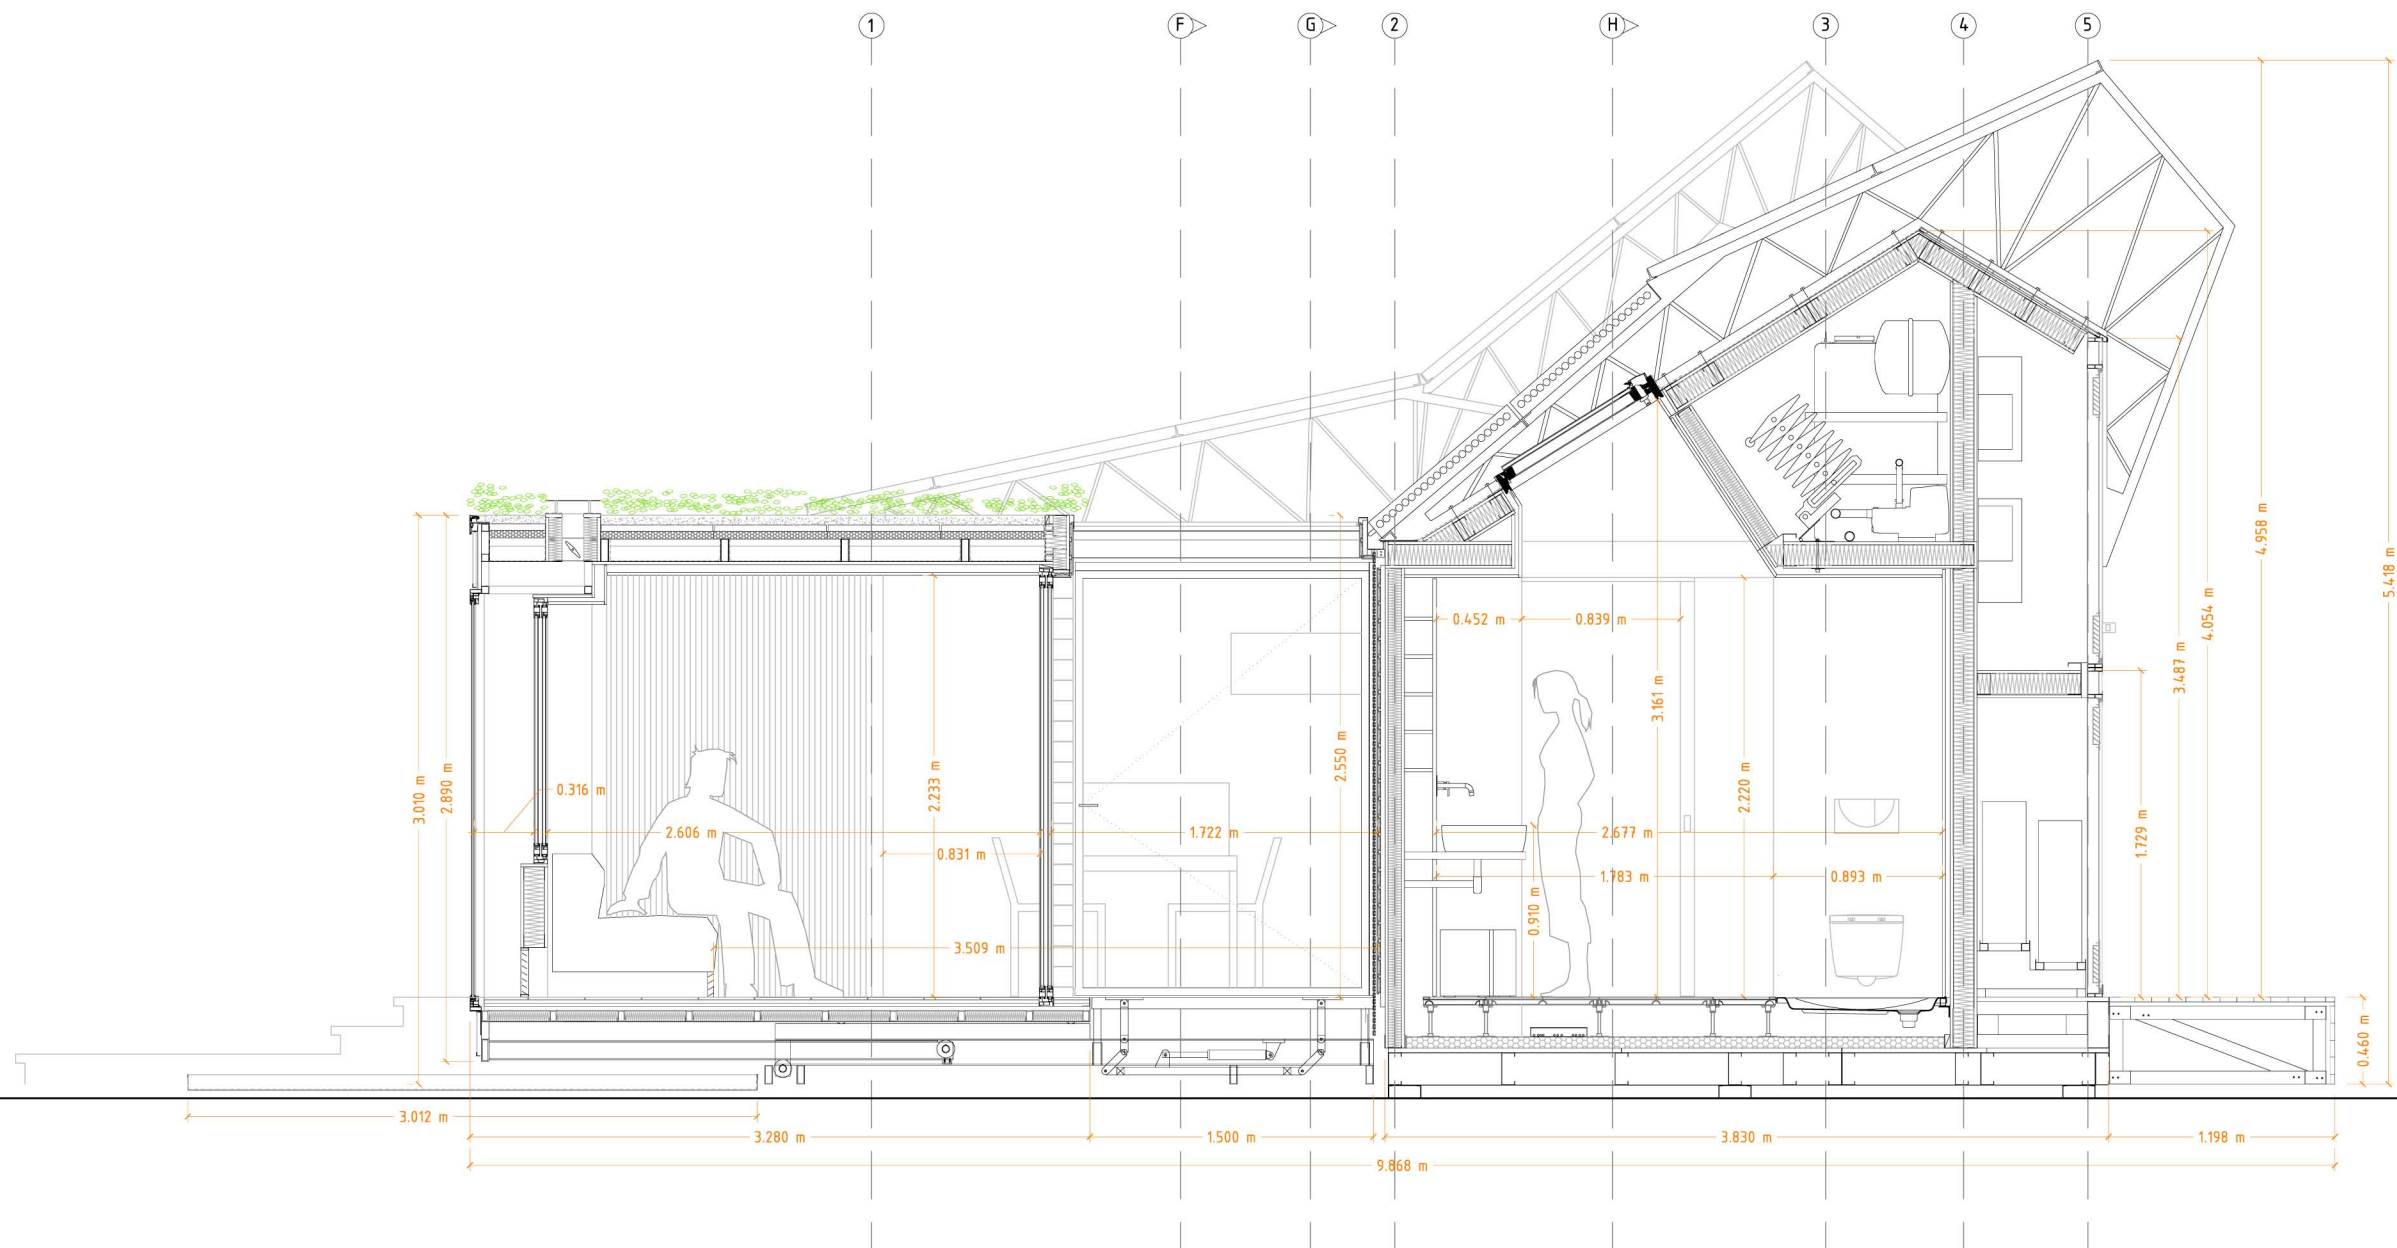 1 F G 2 H 3 4 5
4.958 m
5.418 m
4.054 m
3.487 m
0.452 m
0.839 m
3.161 m
2.550 m
3.010 m
2.890 m
0.316 m
2.233 m
2.220 m
2.606 m
1.722 m
2.677 m
1.729 m
0.831 m
1.783 m
0.893 m
0.910 m
3.509 m
0.460 m
3.012 m
3.280 m
1.500 m
3.830 m
1.198 m
9.868 m